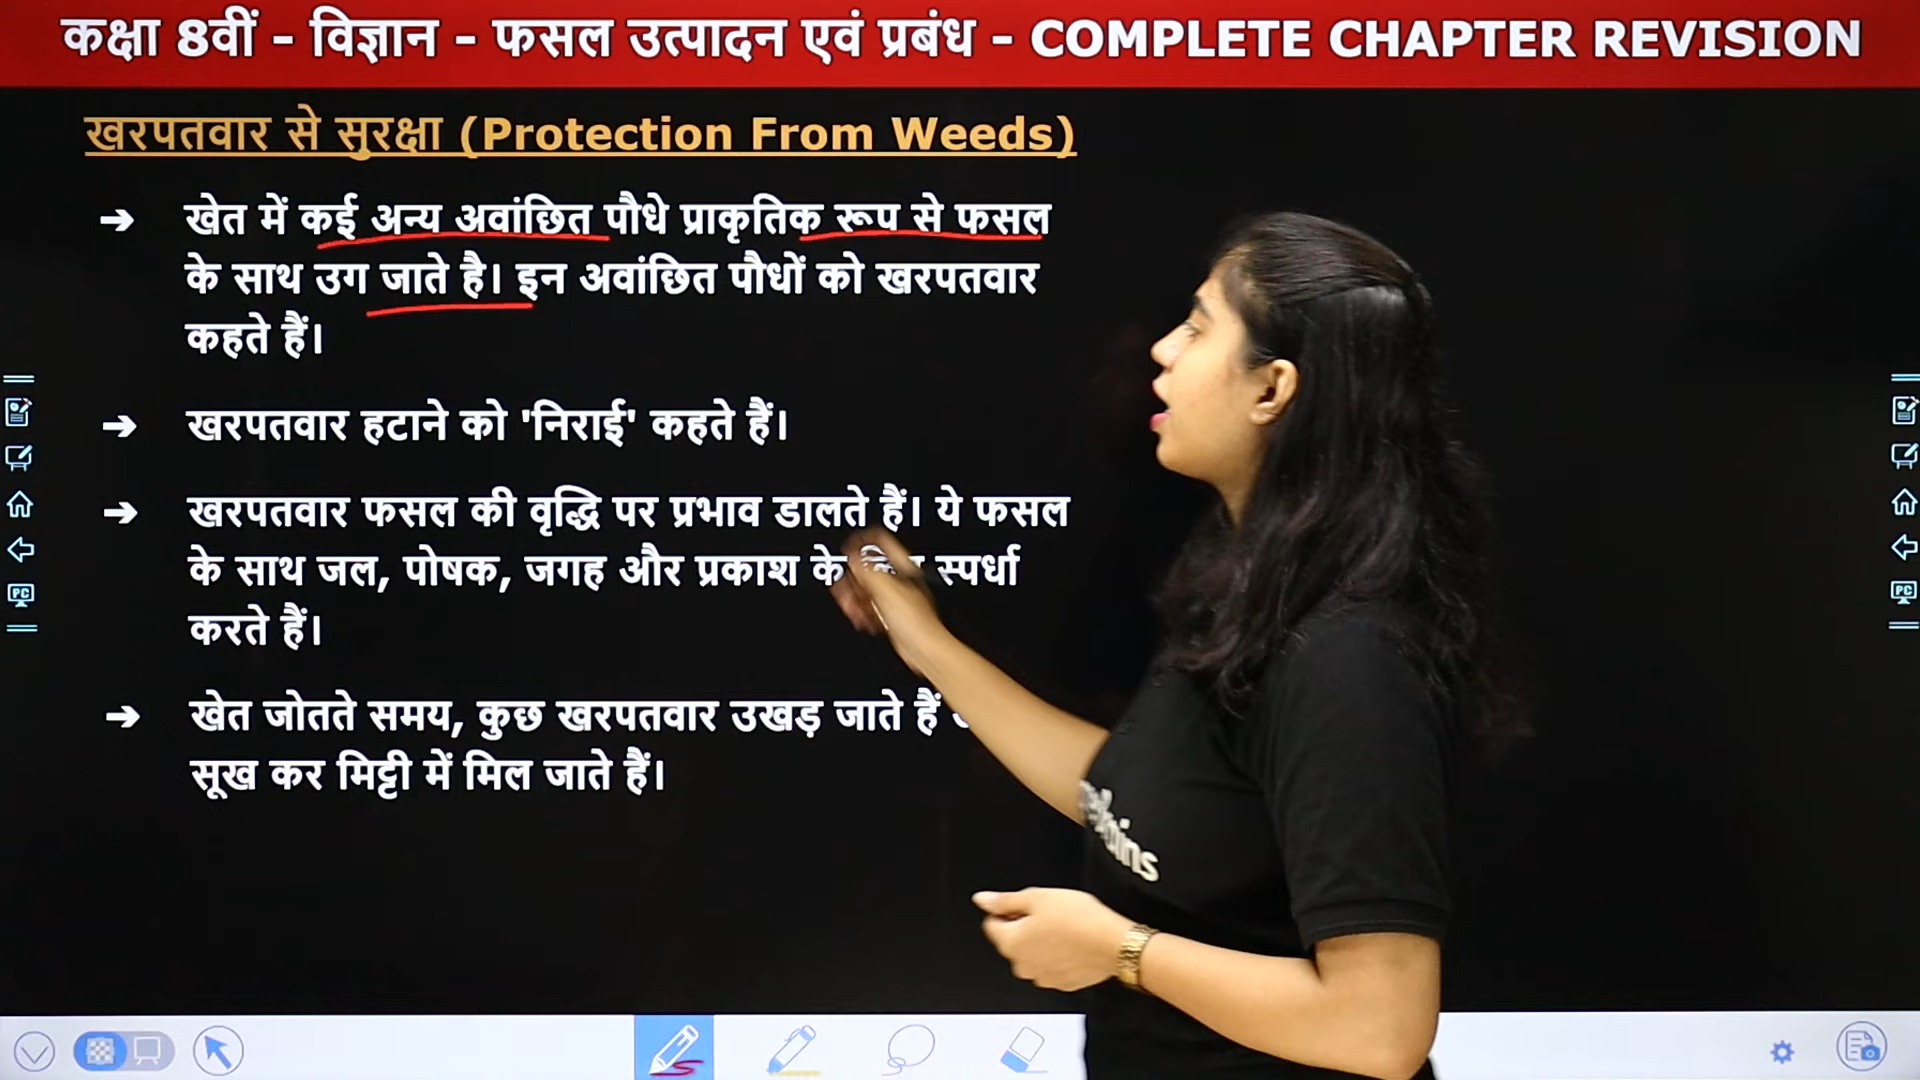 कक्षा 8वीं - विज्ञान - फसल उत्पादन एवं प्रबंध - COMPLETE CHAPTER REVISION
खरपतवार से सुरक्षा (Protection From Weeds)
➔ खेत में कई अन्य अवांछित पौधे प्राकृतिक रूप से फसल
के साथ उग जाते है। इन अवांछित पौधों को खरपतवार
कहते हैं।
➔ खरपतवार हटाने को 'निराई' कहते हैं।
➔ खरपतवार फसल की वृद्धि पर प्रभाव डालते हैं। ये फसल
के साथ जल, पोषक, जगह और प्रकाश के स्पर्धा
करते हैं।
➔ खेत जोतते समय, कुछ खरपतवार उखड़ जाते हैं
सूख कर मिट्टी में मिल जाते हैं।
PC
PC